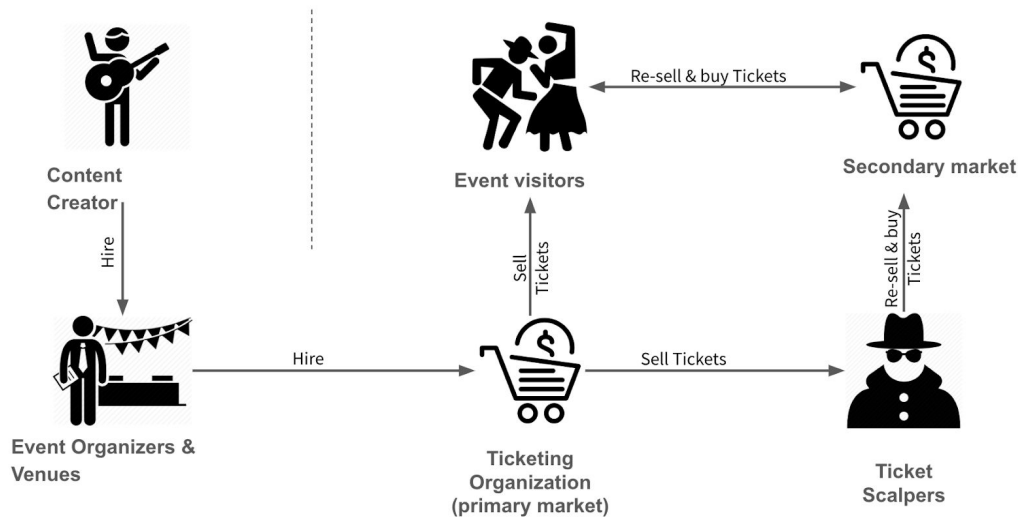 Re-sell & buy Tickets
Content
Creator
Event visitors
Secondary market
Hire
Sell
Tickets
Re-sell & buy
Tickets
$
$
Hire
Sell Tickets
Event Organizers &
Venues
Ticketing
Organization
(primary market)
Ticket
Scalpers